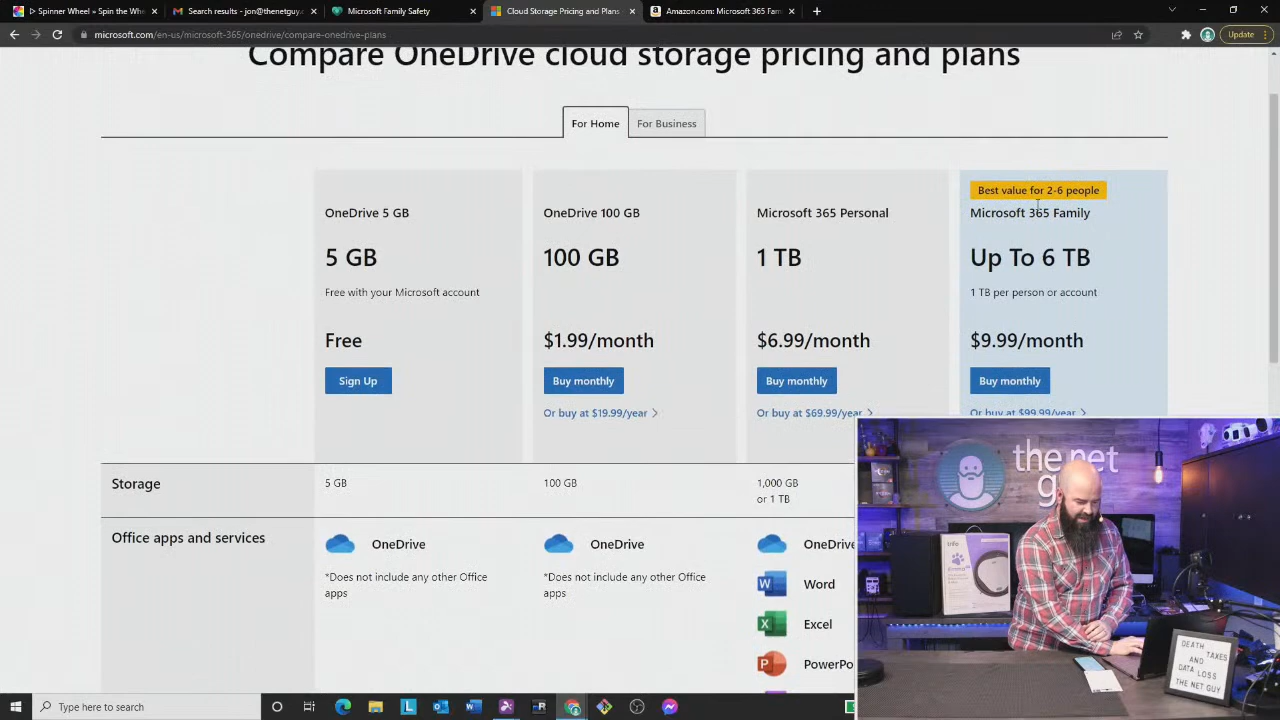 Spinner Wheel » Spin the Whe
Search results - jon@thenetguy.c
Microsoft Family Safety
Cloud Storage Pricing and Plans
Amazon.com: Microsoft 365 Fam
microsoft.com/en-us/microsoft-365/onedrive/compare-onedrive-plans
Update
Compare OneDrive cloud storage pricing and plans
For Home
For Business
Best value for 2-6 people
OneDrive 5 GB
OneDrive 100 GB
Microsoft 365 Personal
Microsoft 365 Family
5 GB
100 GB
1 TB
Up To 6 TB
Free with your Microsoft account
1 TB per person or account
Free
$1.99/month
$6.99/month
$9.99/month
Sign Up
Buy monthly
Buy monthly
Buy monthly
Or buy at $19.99/year
Or buy at $69.99/year
Or buy at $99.99/year
Storage
5 GB
100 GB
1,000 GB
or 1 TB
Office apps and services
OneDrive
OneDrive
OneDrive
*Does not include any other Office
apps
*Does not include any other Office
apps
Word
Excel
PowerPo
the net
g
DEATH, TAXES
AND
DATA LOSS
THE NET GUY
Type here to search